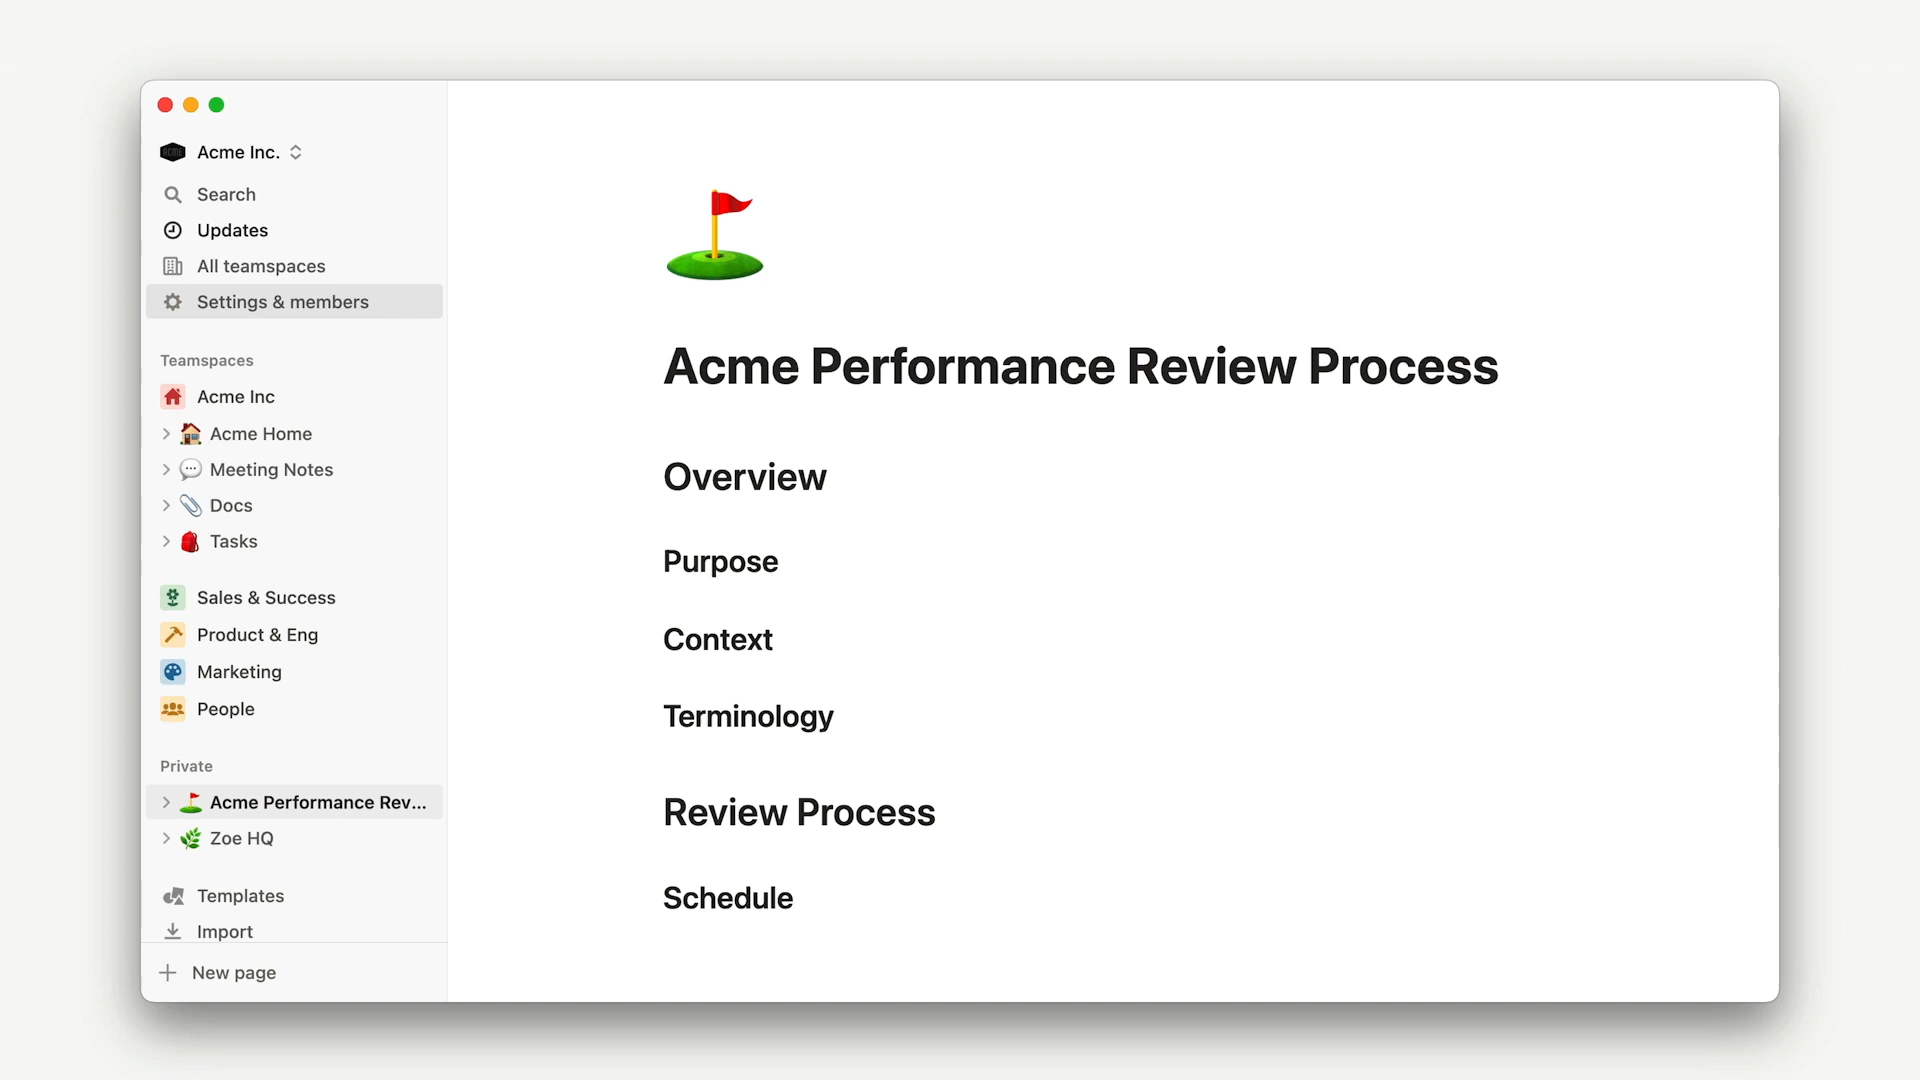 ACME
Acme Inc.
Search
Updates
All teamspaces
Settings & members
Teamspaces
Acme Inc
Acme Home
Meeting Notes
Docs
Tasks
Sales & Success
Product & Eng
Marketing
People
Private
Acme Performance Rev...
Zoe HQ
Templates
Import
New page
Acme Performance Review Process
Overview
Purpose
Context
Terminology
Review Process
Schedule